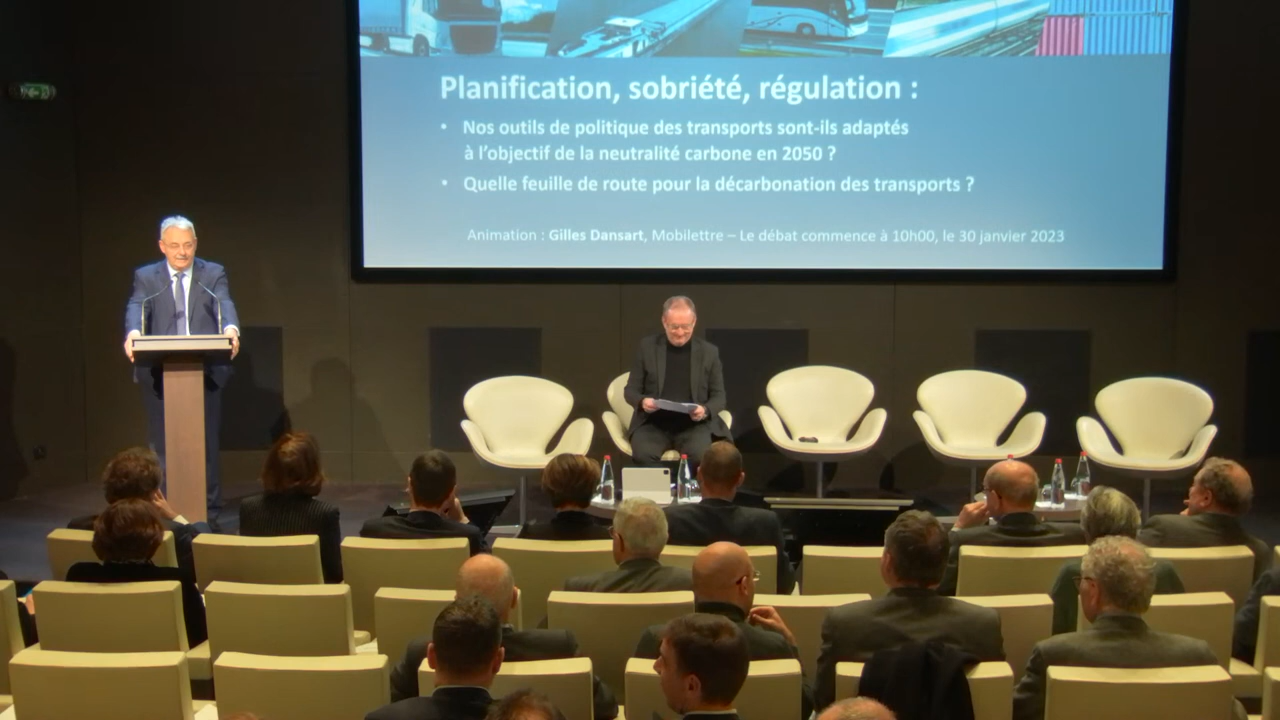 Planification, sobriété, régulation :
• Nos outils de politique des transports sont-ils adaptés
à l'objectif de la neutralité carbone en 2050 ?
• Quelle feuille de route pour la décarbonation des transports ?
Animation : Gilles Dansart, Mobilettre – Le débat commence à 10h00, le 30 janvier 2023